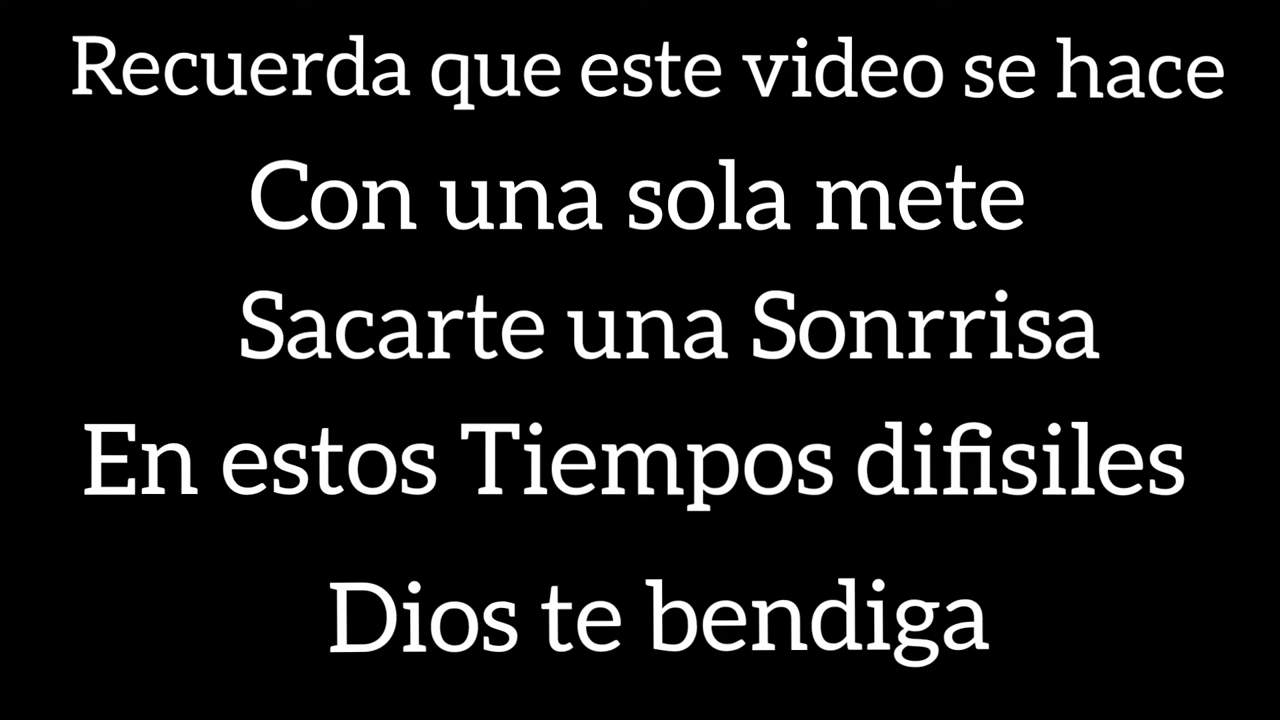 Recuerda que este video se hace
Con una sola mete
Sacarte una Sonrrisa
En estos Tiempos difisiles
Dios te bendiga